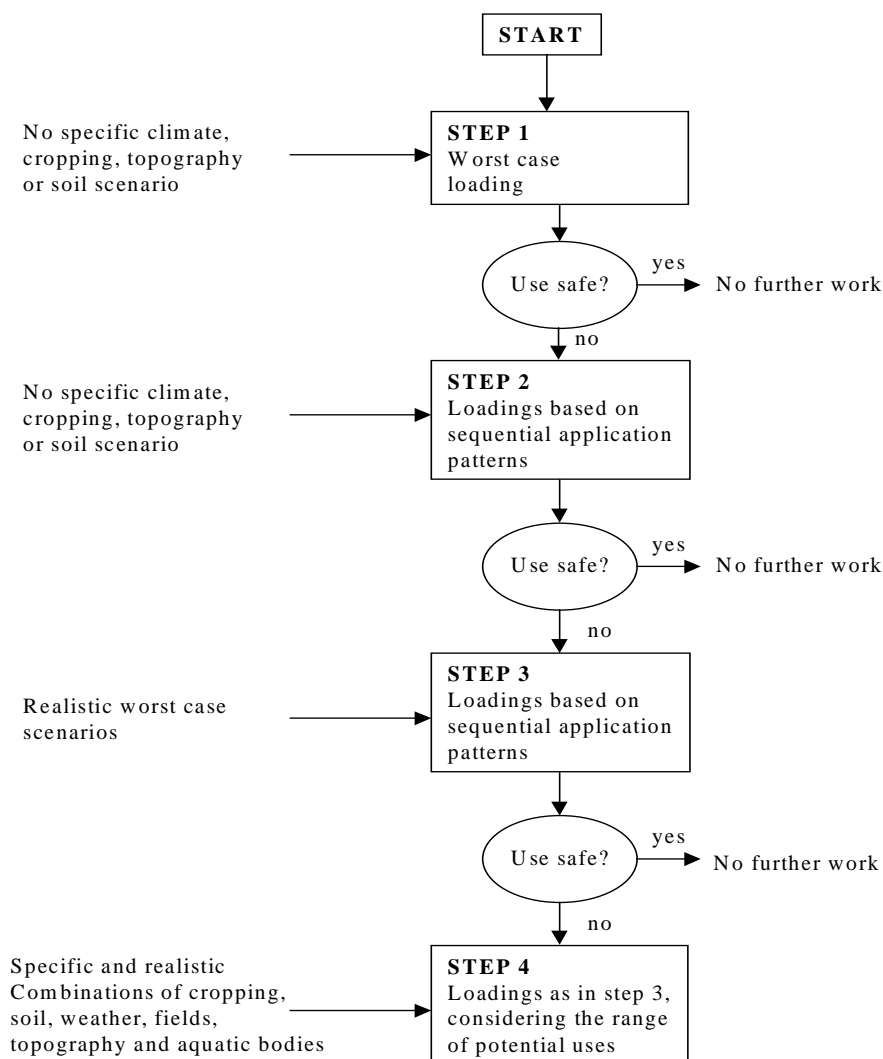 START
No specific climate,
cropping, topography
or soil scenario
STEP 1
Worst case
loading
Use safe?
yes
No further work
no
No specific climate,
cropping, topography
or soil scenario
STEP 2
Loadings based on
sequential application
patterns
Use safe?
yes
No further work
no
Realistic worst case
scenarios
STEP 3
Loadings based on
sequential application
patterns
Use safe?
yes
No further work
no
Specific and realistic
Combinations of cropping,
soil, weather, fields,
topography and aquatic bodies
STEP 4
Loadings as in step 3,
considering the range
of potential uses